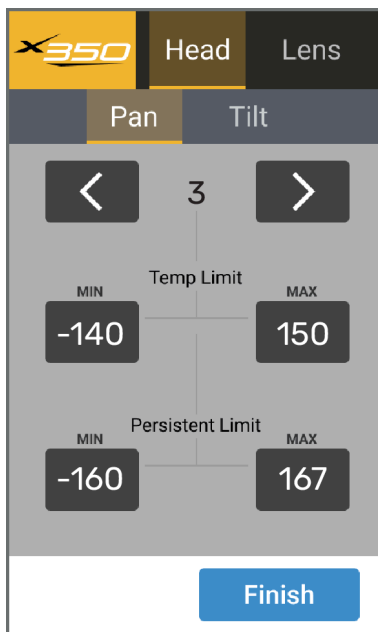 X350 Head Lens
Pan Tilt
3
Temp Limit
MIN MAX
-140 150
Persistent Limit
MIN MAX
-160 167
Finish